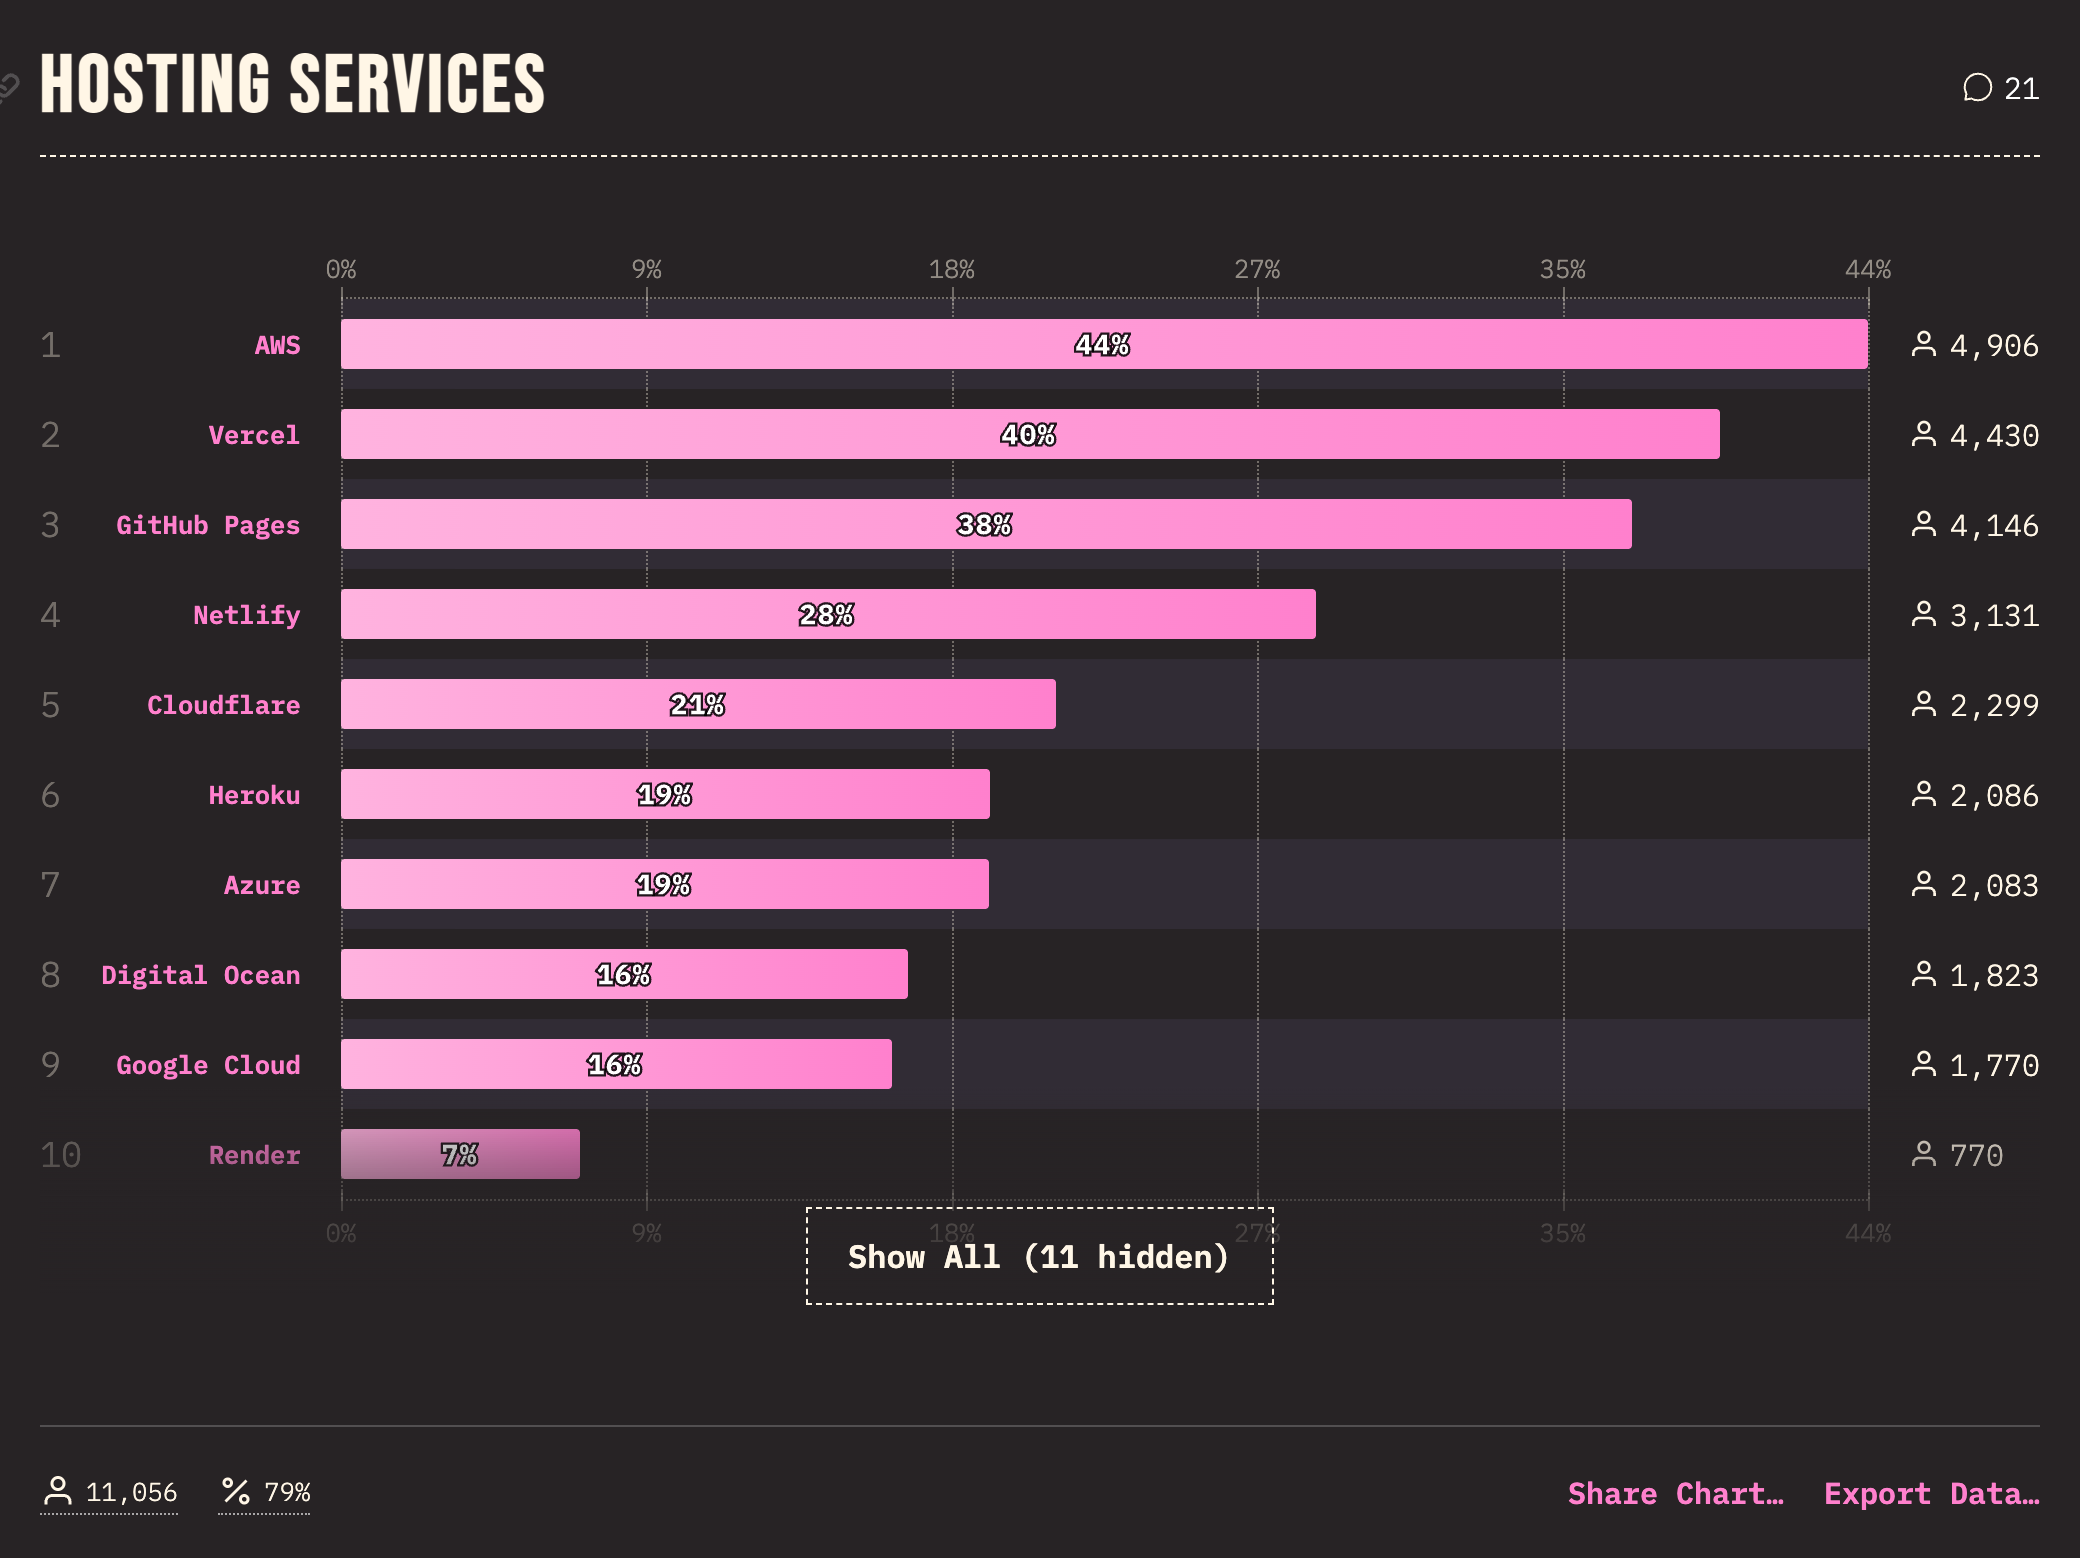 HOSTING SERVICES
21
0% 9% 18% 27% 35% 44%
1 AWS 44% 4,906
2 Vercel 40% 4,430
3 GitHub Pages 38% 4,146
4 Netlify 28% 3,131
5 Cloudflare 21% 2,299
6 Heroku 19% 2,086
7 Azure 19% 2,083
8 Digital Ocean 16% 1,823
9 Google Cloud 16% 1,770
10 Render 7% 770
0% 9% 18% 27% 35% 44%
Show All (11 hidden)
11,056 % 79% Share Chart… Export Data…